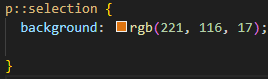 p::selection {
  background: rgb(221, 116, 17);
}